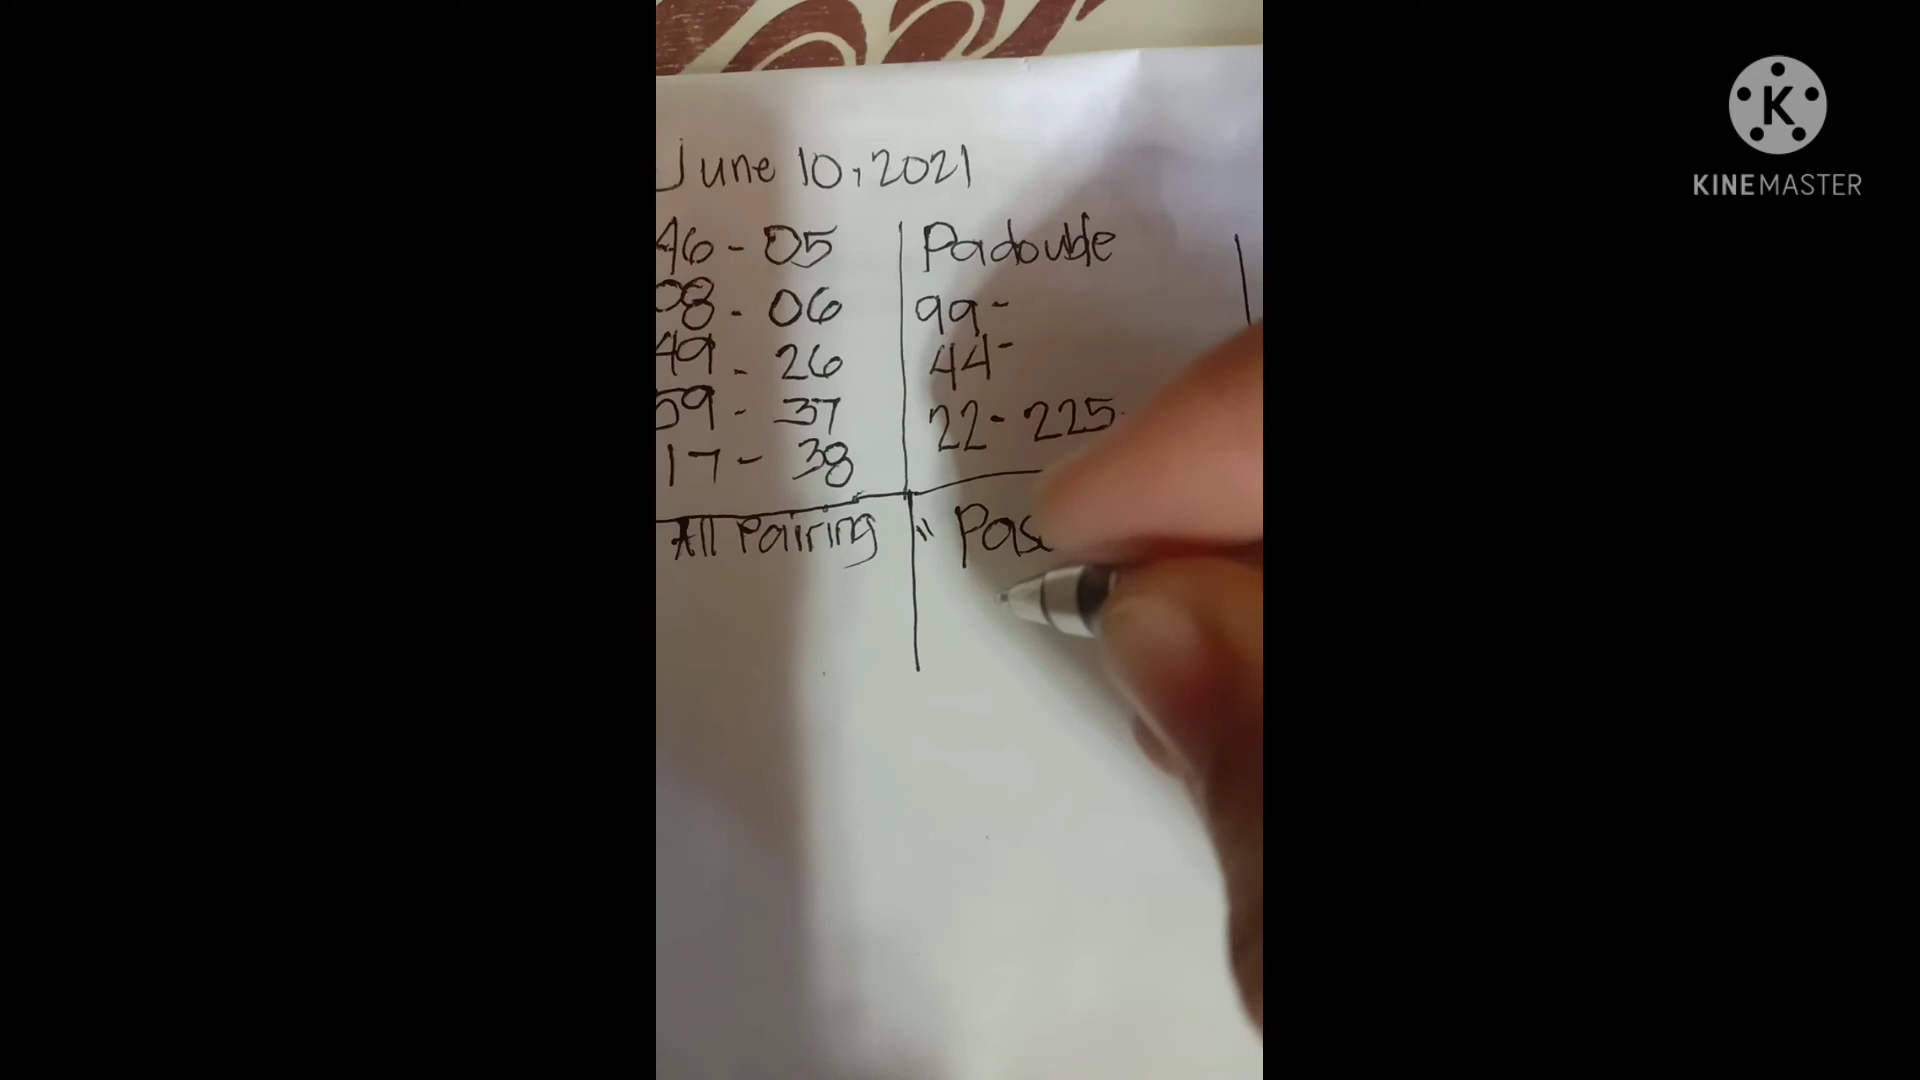 June 10, 2021
46 - 05
08 - 06
49 - 26
59 - 37
17 - 38
All Pairing
Padouble
99 -
44 -
22 - 225
"
KINEMASTER